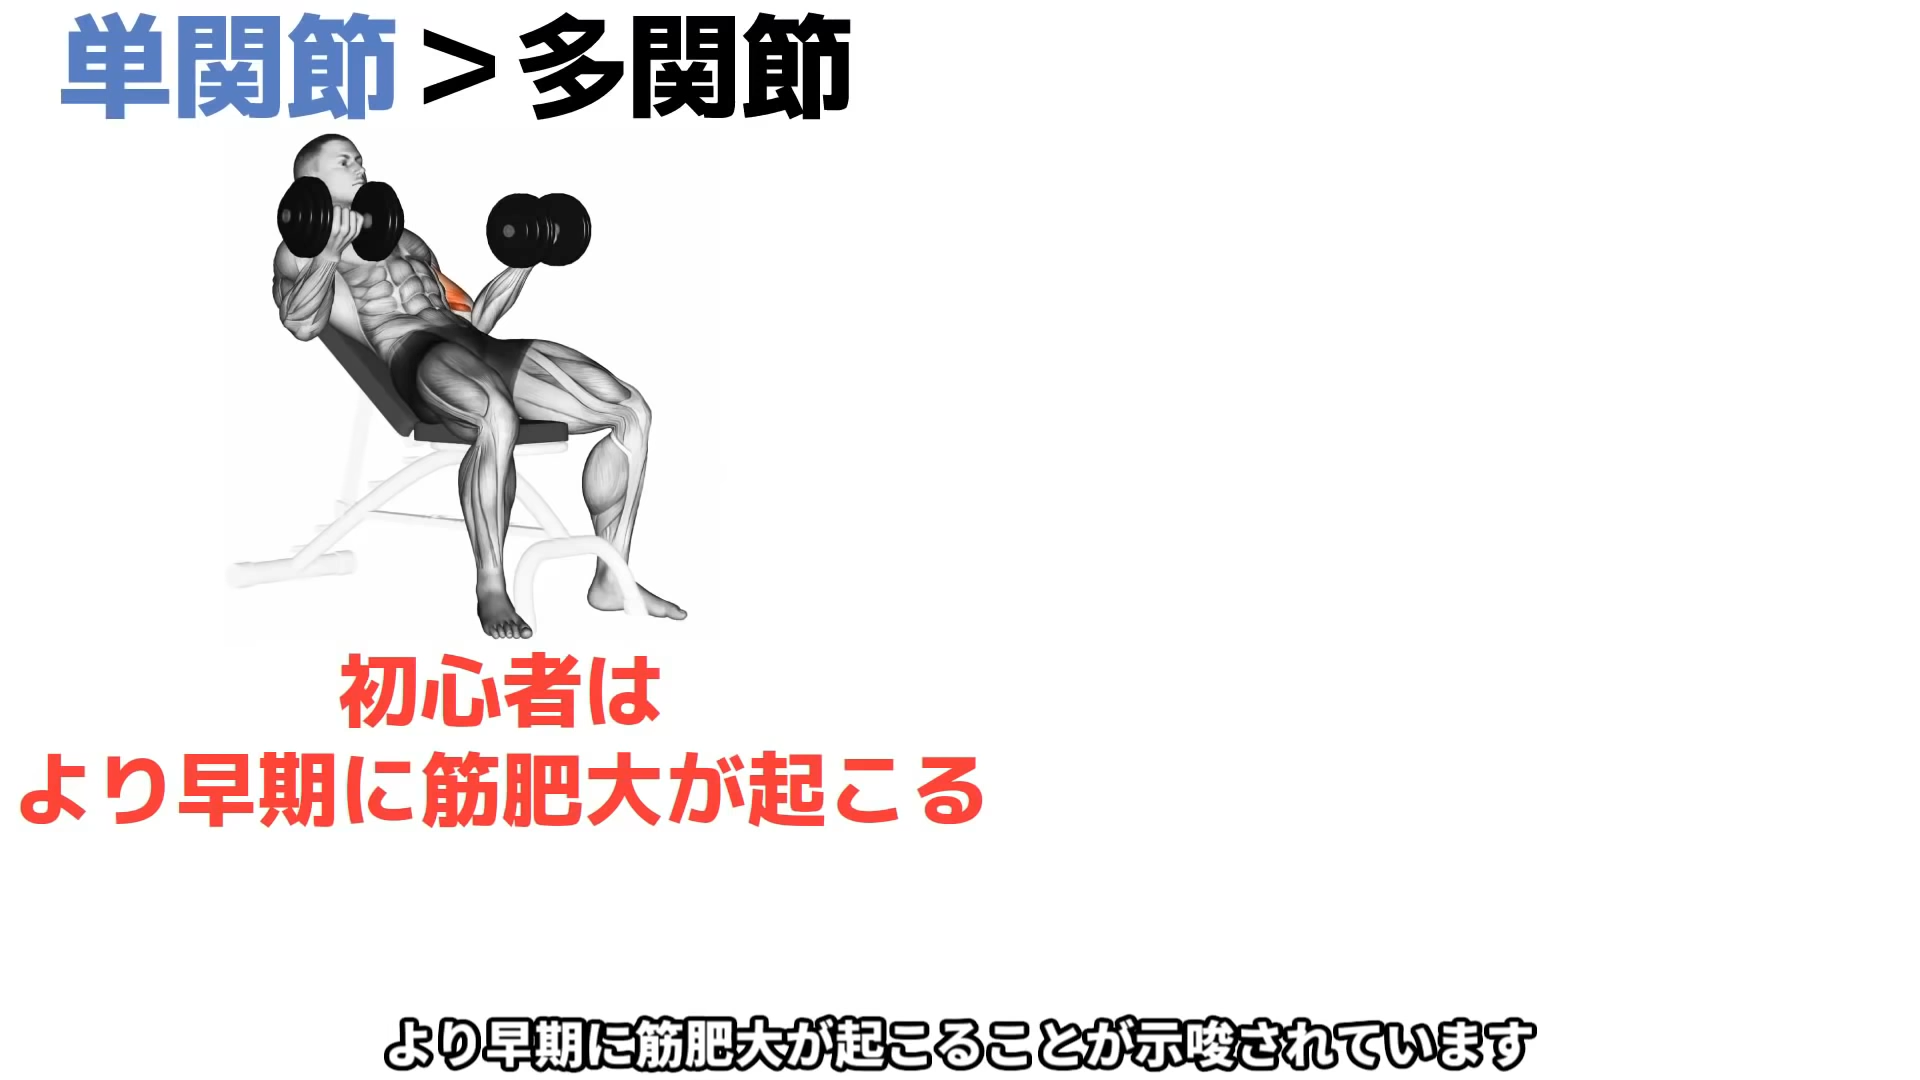 単関節＞多関節
初心者は
より早期に筋肥大が起こる
より早期に筋肥大が起こることが示唆されています